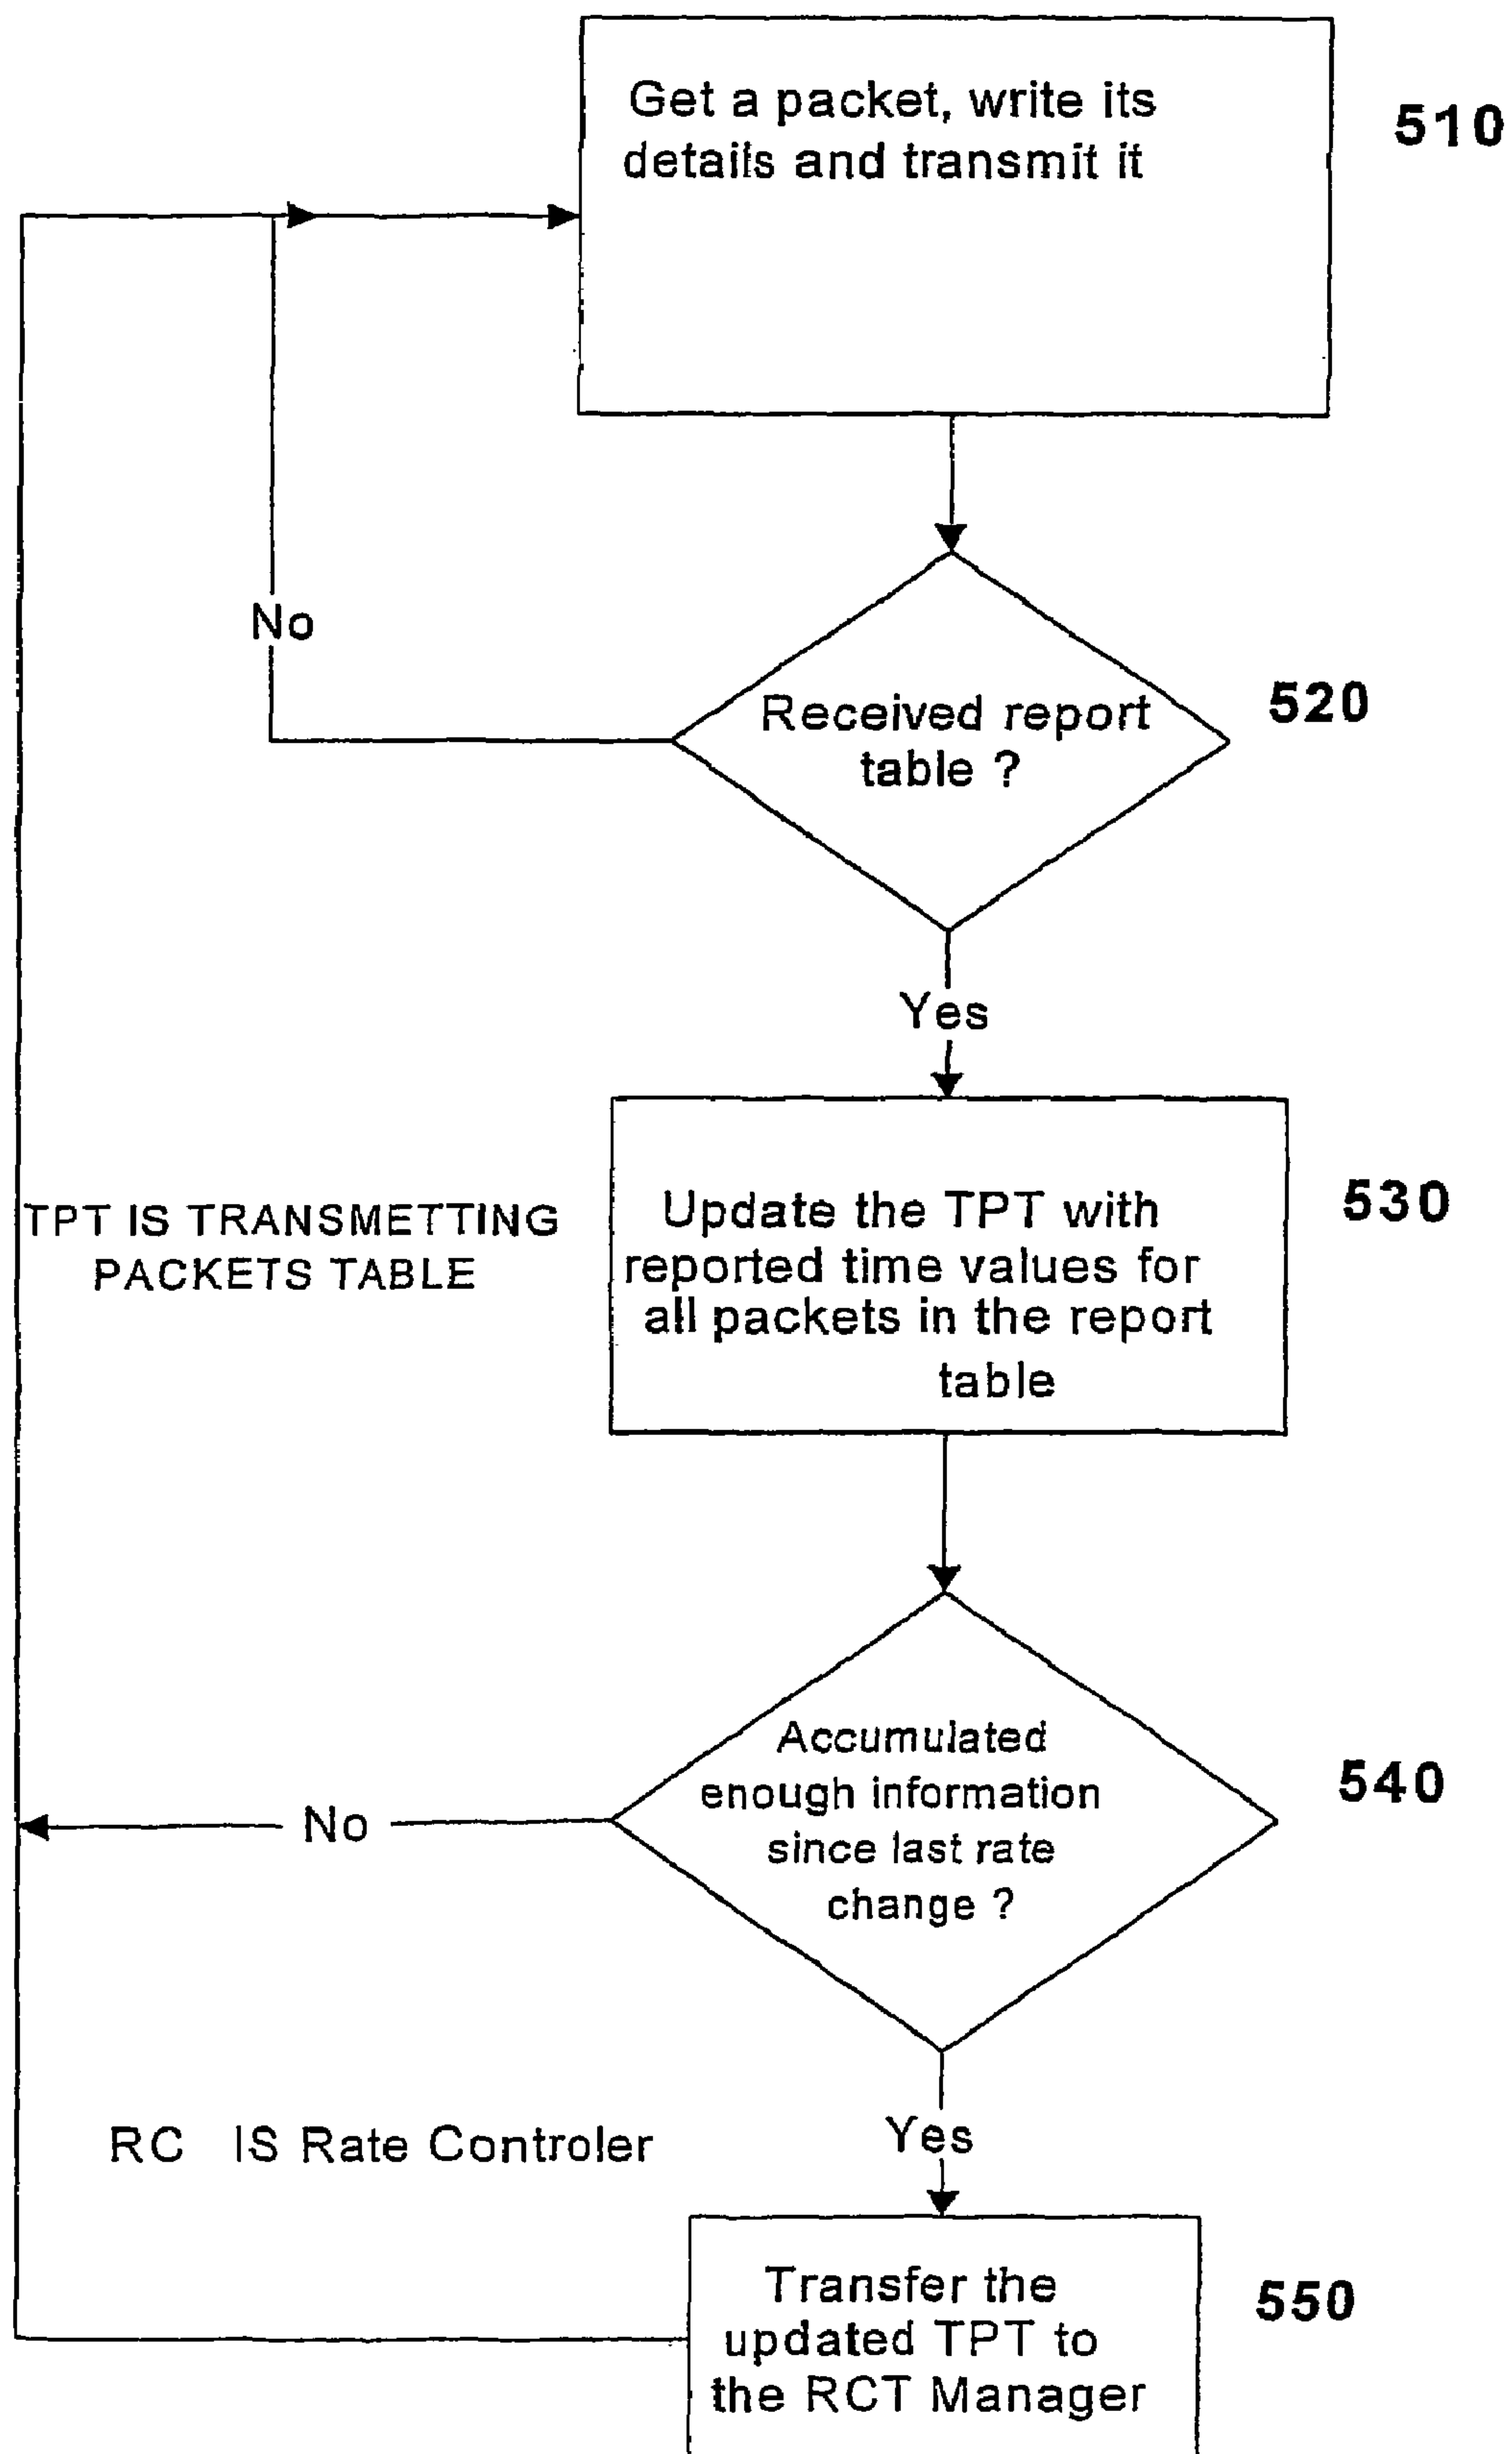 Get a packet, write its
details and transmit it
510
No
Received report
table ?
520
Yes
TPT IS TRANSMETTING
PACKETS TABLE
Update the TPT with
reported time values for
all packets in the report
table
530
Accumulated
enough information
since last rate
change ?
540
No
RC IS Rate Controler
Yes
Transfer the
updated TPT to
the RCT Manager
550